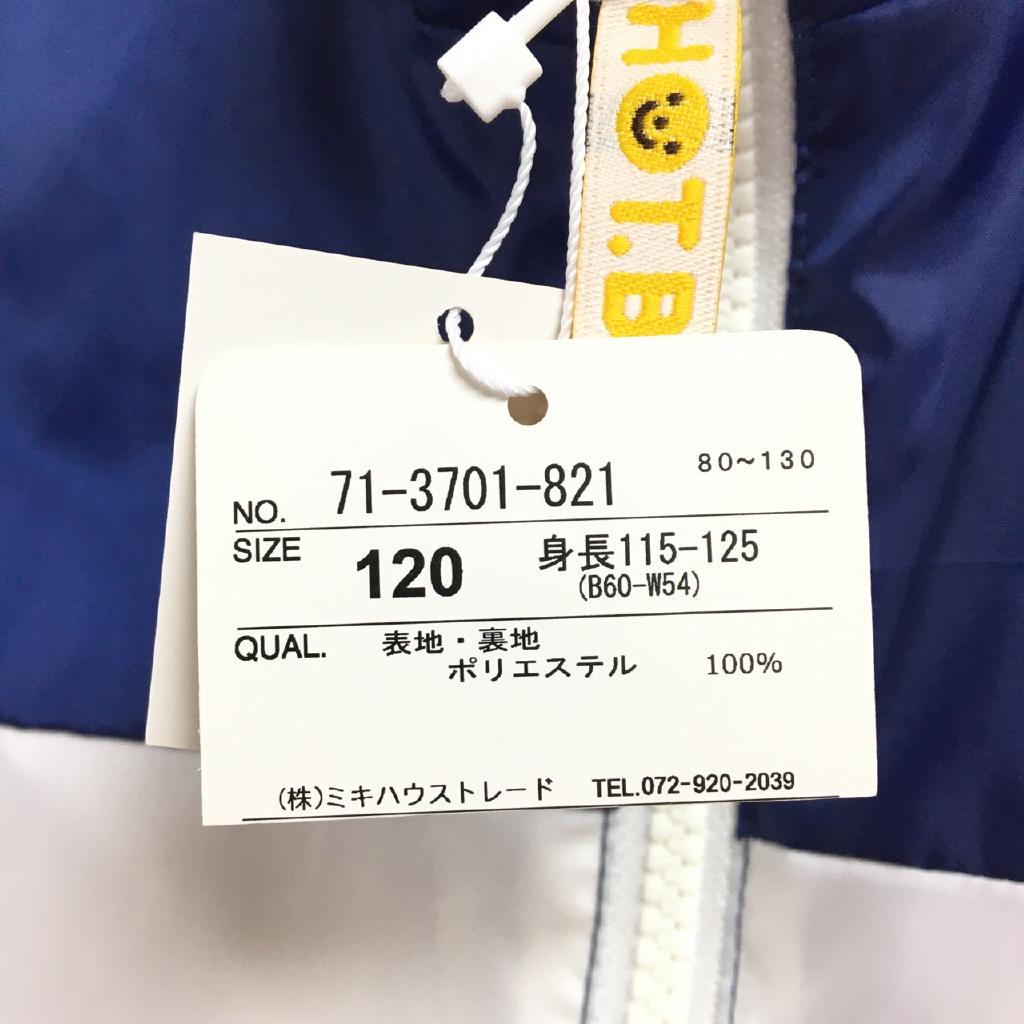 HOT.B
NO. 71-3701-821 80~130
SIZE 120 身長115-125
(B60-W54)
QUAL. 表地・裏地
ポリエステル 100%
(株)ミキハウストレード TEL.072-920-2039